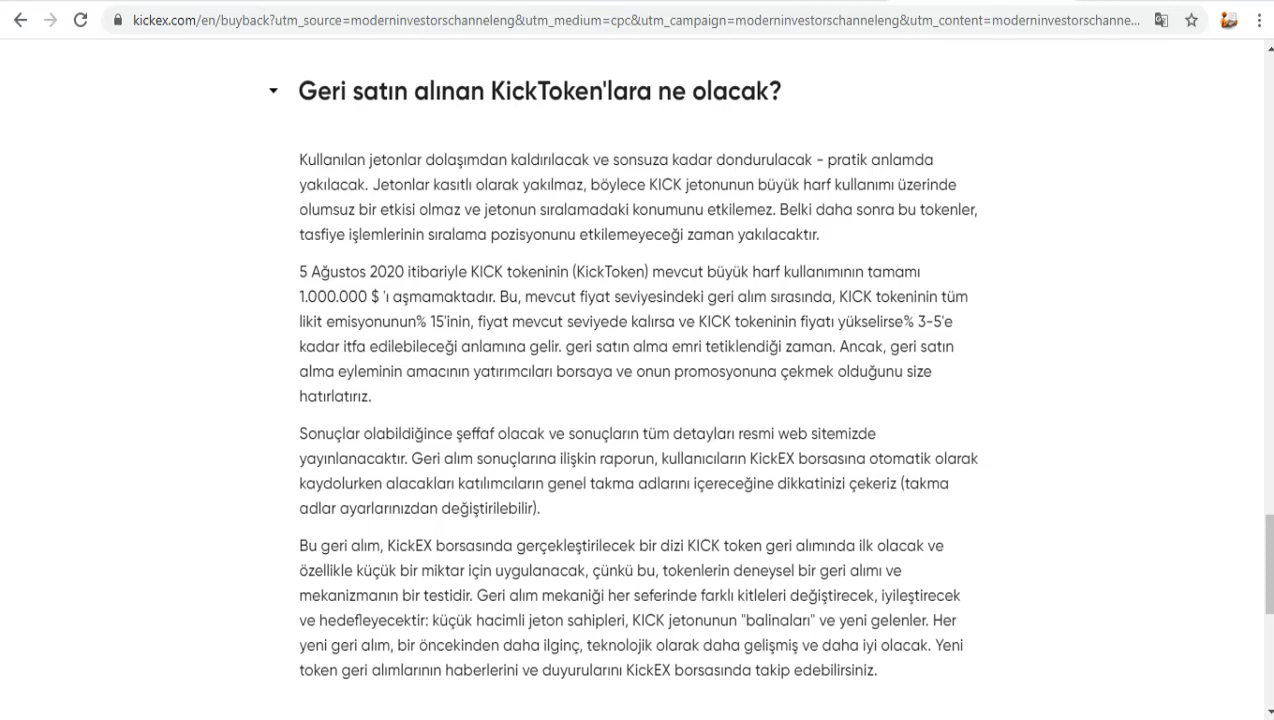 kickex.com/en/buyback?utm_source=moderninvestorschanneleng&utm_medium=cpc&utm_campaign=moderninvestorschanneleng&utm_content=moderninvestorschanne...
Geri satın alınan KickToken'lara ne olacak?
Kullanılan jetonlar dolaşımdan kaldırılacak ve sonsuza kadar dondurulacak - pratik anlamda
yakılacak. Jetonlar kasıtlı olarak yakılmaz, böylece KICK jetonunun büyük harf kullanımı üzerinde
olumsuz bir etkisi olmaz ve jetonun sıralamadaki konumunu etkilemez. Belki daha sonra bu tokenler,
tasfiye işlemlerinin sıralama pozisyonunu etkilemeyeceği zaman yakılacaktır.
5 Ağustos 2020 itibariyle KICK tokeninin (KickToken) mevcut büyük harf kullanımının tamamı
1.000.000 $ 'ı aşmamaktadır. Bu, mevcut fiyat seviyesindeki geri alım sırasında, KICK tokeninin tüm
likit emisyonunun% 15'inin, fiyat mevcut seviyede kalırsa ve KICK tokeninin fiyatı yükselirse% 3-5'e
kadar itfa edilebileceği anlamına gelir. geri satın alma emri tetiklendiği zaman. Ancak, geri satın
alma eyleminin amacının yatırımcıları borsaya ve onun promosyonuna çekmek olduğunu size
hatırlatırız.
Sonuçlar olabildiğince şeffaf olacak ve sonuçların tüm detayları resmi web sitemizde
yayınlanacaktır. Geri alım sonuçlarına ilişkin raporun, kullanıcıların KickEX borsasına otomatik olarak
kaydolurken alacakları katılımcıların genel takma adlarını içereceğine dikkatinizi çekeriz (takma
adlar ayarlarınızdan değiştirilebilir).
Bu geri alım, KickEX borsasında gerçekleştirilecek bir dizi KICK token geri alımında ilk olacak ve
özellikle küçük bir miktar için uygulanacak, çünkü bu, tokenlerin deneysel bir geri alımı ve
mekanizmanın bir testidir. Geri alım mekaniği her seferinde farklı kitleleri değiştirecek, iyileştirecek
ve hedefleyecektir: küçük hacimli jeton sahipleri, KICK jetonunun "balinaları" ve yeni gelenler. Her
yeni geri alım, bir öncekinden daha ilginç, teknolojik olarak daha gelişmiş ve daha iyi olacak. Yeni
token geri alımlarının haberlerini ve duyurularını KickEX borsasında takip edebilirsiniz.